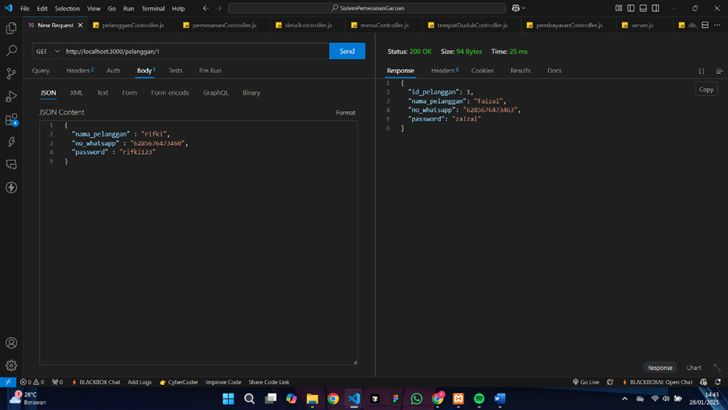 File Edit Selection View Go Run Terminal Help
SistemPemesananGacoan
New Request
pelangganController.js
pemesananController.js
detailcontroller.js
menuController.js
tempatDudukController.js
pembayaranController.js
server.js
db.
GET http://localhost:3000/pelanggan/1 Send
Query Headers 2 Auth Body 1 Tests Pre Run
JSON XML Text Form Form-encode GraphQL Binary
JSON Content Format
1 {
2 "nama_pelanggan" : "rifki",
3 "no_whatsapp" : "6285676473460",
4 "password" : "rifki123"
5 }
Status: 200 OK Size: 94 Bytes Time: 25 ms
Response Headers 6 Cookies Results Docs { }
Copy
1 {
2 "id_pelanggan": 1,
3 "nama_pelanggan": "faizal",
4 "no_whatsapp": "6285676473463",
5 "password":
6 }
Response Chart
4
0 0 0 BLACKBOX Chat Add Logs CyberCoder Improve Code Share Code Link Go Live BLACKBOXAI: Open Chat
1
28°C
Berawan
14:43
28/01/2025